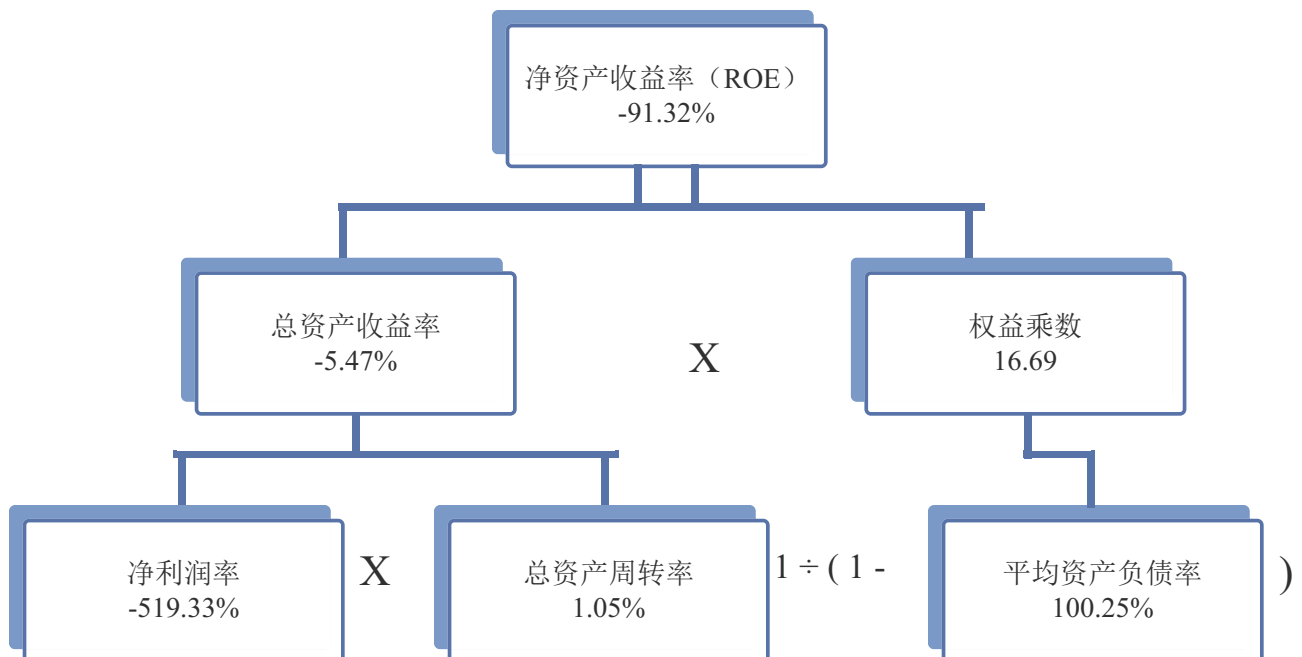 净资产收益率（ROE）
-91.32%
总资产收益率
-5.47%
X
权益乘数
16.69
净利润率
-519.33%
X
总资产周转率
1.05%
1 ÷ ( 1 -
平均资产负债率
100.25%
)